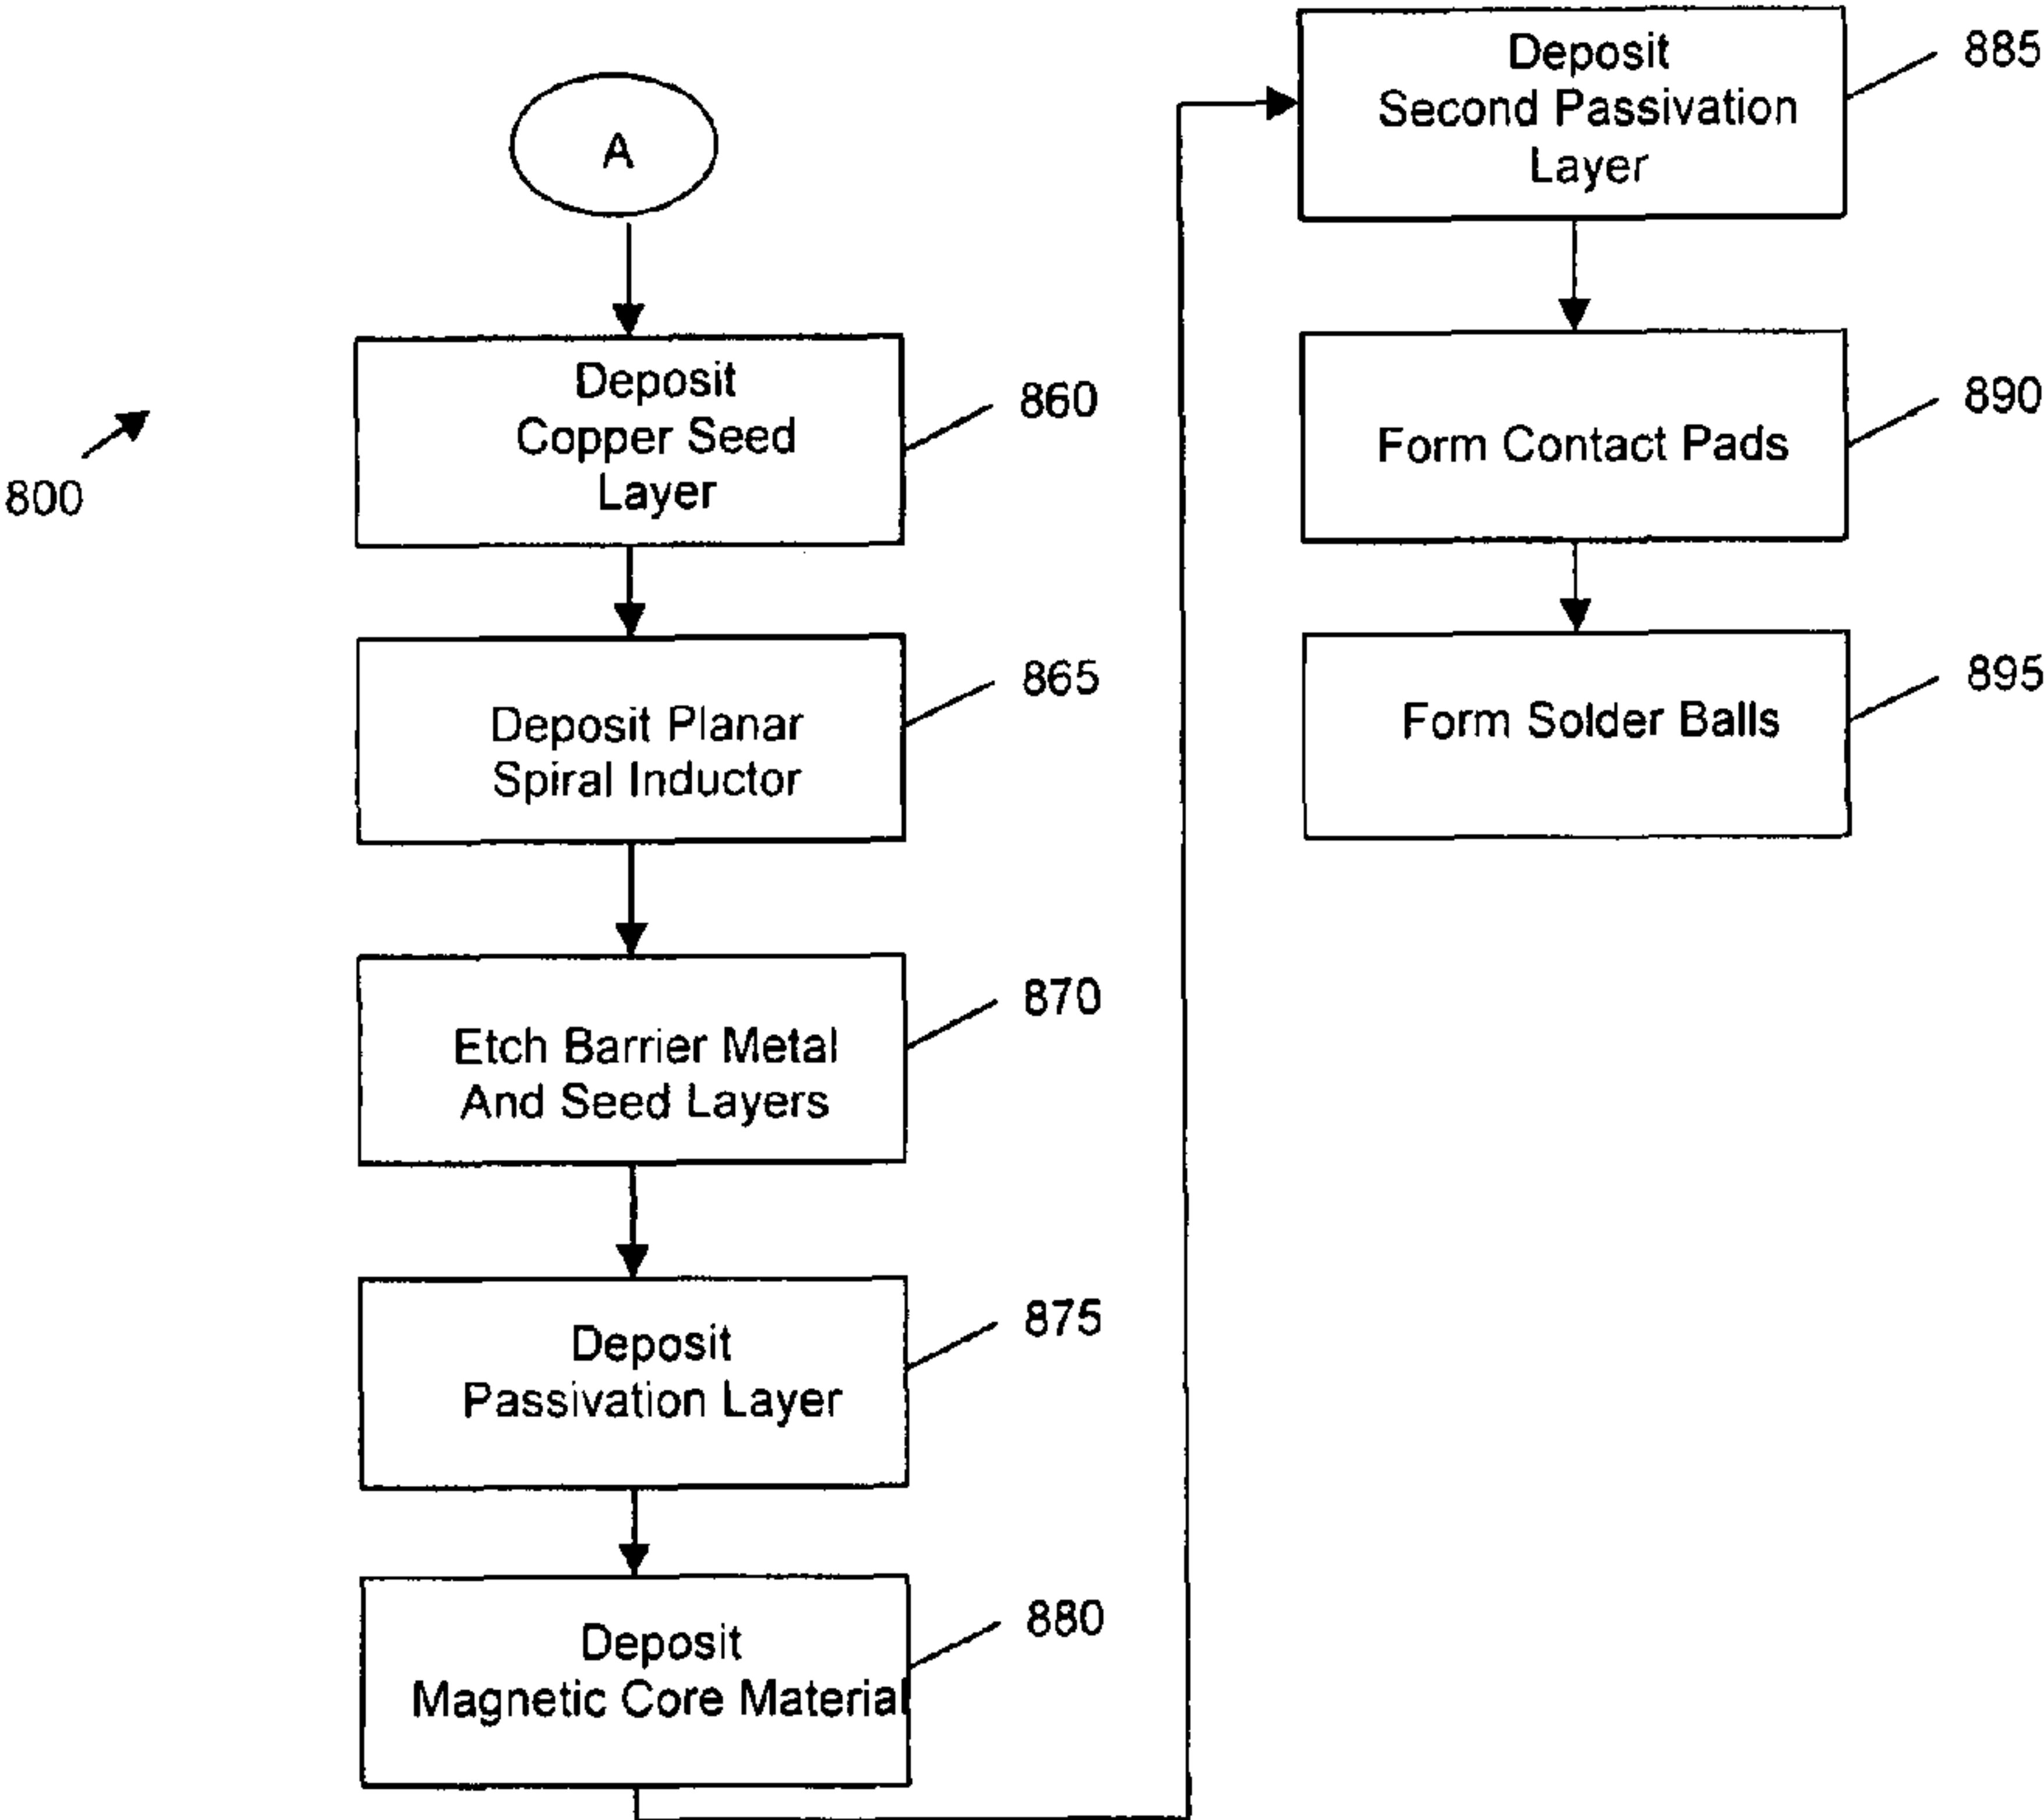 A
800
Deposit
Copper Seed
Layer
860
Deposit Planar
Spiral Inductor
865
Etch Barrier Metal
And Seed Layers
870
Deposit
Passivation Layer
875
Deposit
Magnetic Core Material
880
Deposit
Second Passivation
Layer
885
Form Contact Pads
890
Form Solder Balls
895